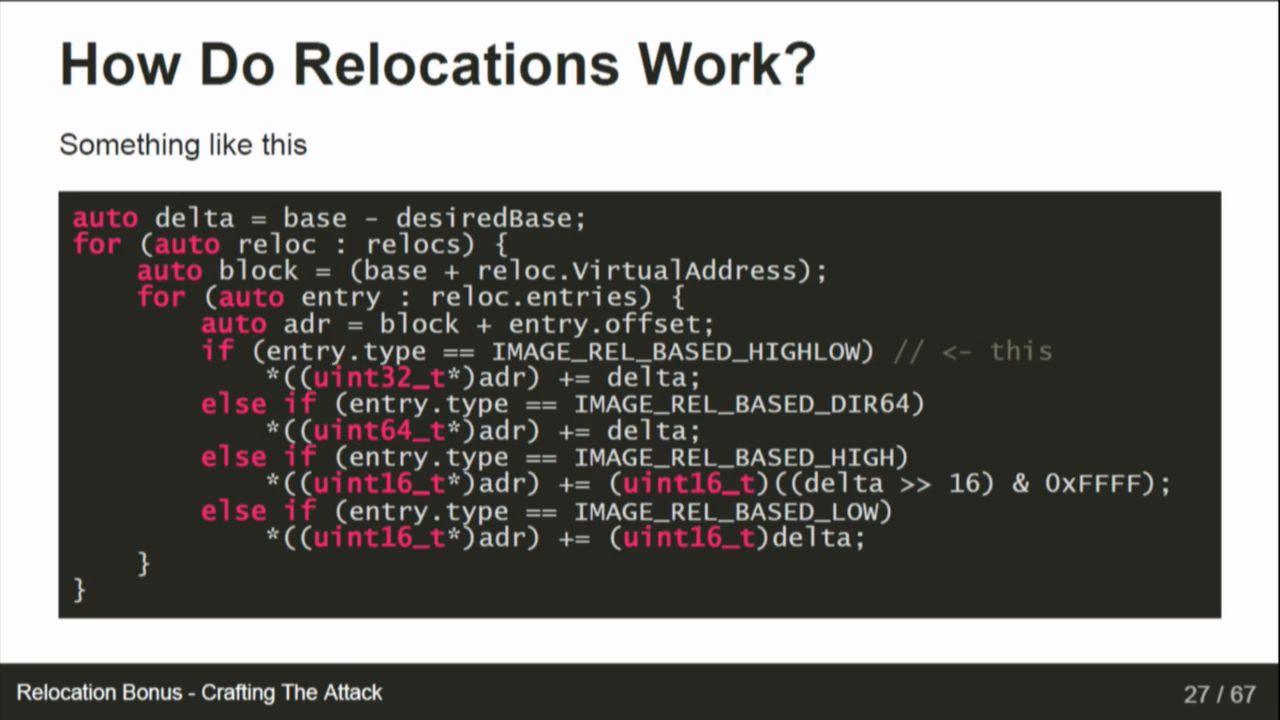 How Do Relocations Work?
Something like this
auto delta = base - desiredBase;
for (auto reloc : relocs) {
    auto block = (base + reloc.VirtualAddress);
    for (auto entry : reloc.entries) {
        auto adr = block + entry.offset;
        if (entry.type == IMAGE_REL_BASED_HIGHLOW) // <- this
            *((uint32_t*)adr) += delta;
        else if (entry.type == IMAGE_REL_BASED_DIR64)
            *((uint64_t*)adr) += delta;
        else if (entry.type == IMAGE_REL_BASED_HIGH)
            *((uint16_t*)adr) += (uint16_t)((delta >> 16) & 0xFFFF);
        else if (entry.type == IMAGE_REL_BASED_LOW)
            *((uint16_t*)adr) += (uint16_t)delta;
    }
}
Relocation Bonus - Crafting The Attack
27 / 67